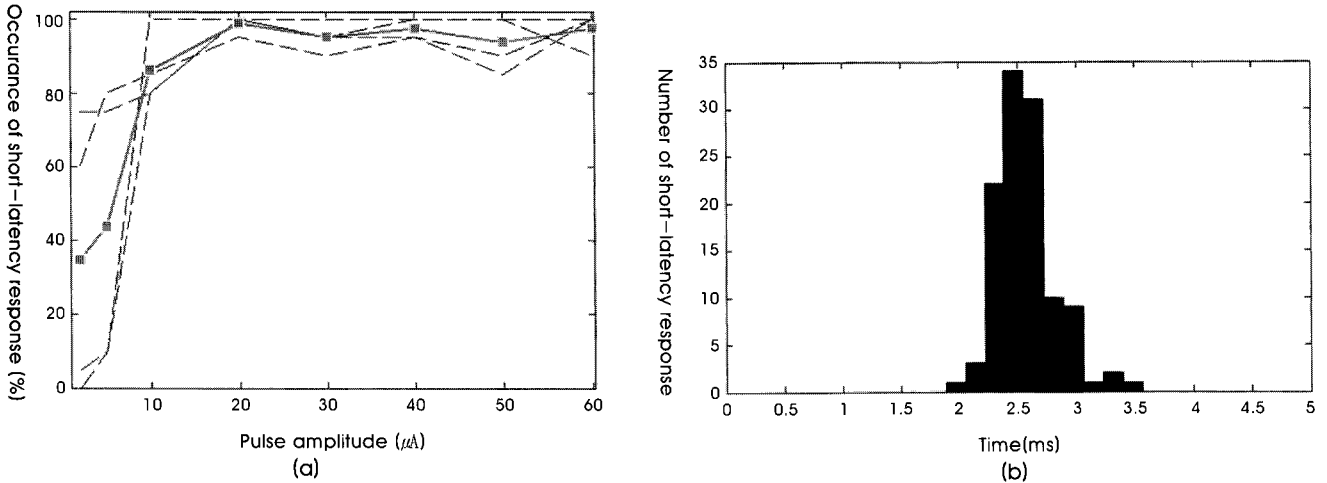 Occurance of short-latency response (%)
100
80
60
40
20
0
10 20 30 40 50 60
Pulse amplitude (μA)
(a)
Number of short-latency response
35
30
25
20
15
10
5
0
0 0.5 1 1.5 2 2.5 3 3.5 4 4.5 5
Time(ms)
(b)